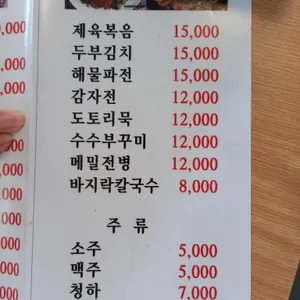 제육복음 15,000
두부김치 15,000
해물파전 15,000
감자전 12,000
도토리묵 12,000
수수부꾸미 12,000
메밀전병 12,000
바지락칼국수 8,000
주 류
소주 5,000
맥주 5,000
청하 7,000